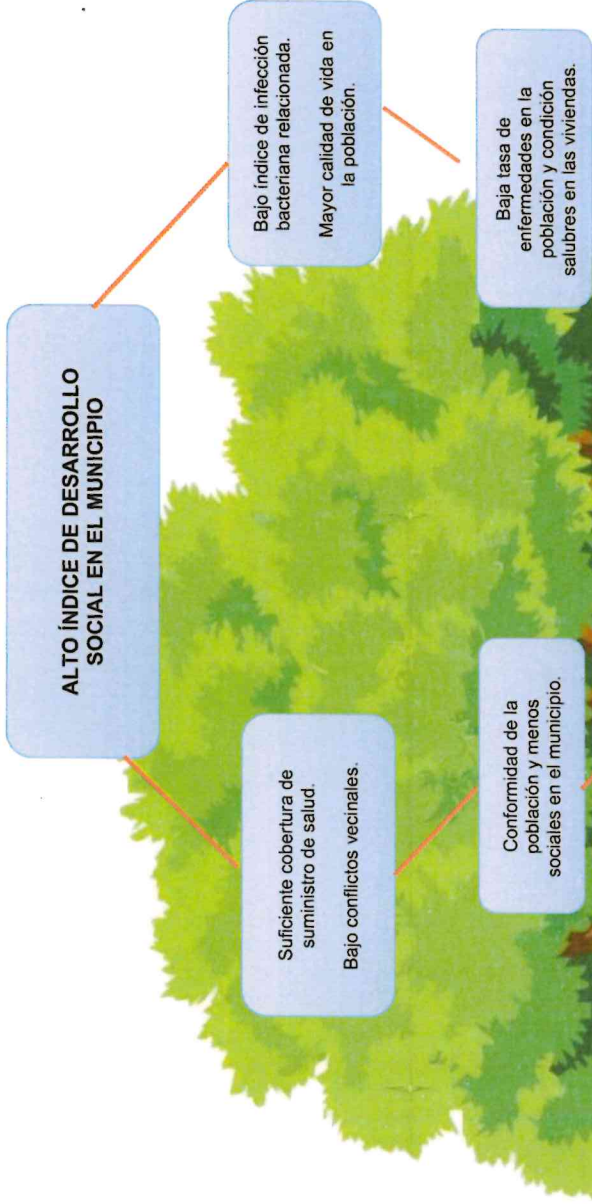 ALTO ÍNDICE DE DESARROLLO
SOCIAL EN EL MUNICIPIO
Suficiente cobertura de
suministro de salud.
Bajo conflictos vecinales.
Bajo índice de infección
bacteriana relacionada.
Mayor calidad de vida en
la población.
Conformidad de la
población y menos
sociales en el municipio.
Baja tasa de
enfermedades en la
población y condición
salubres en las viviendas.